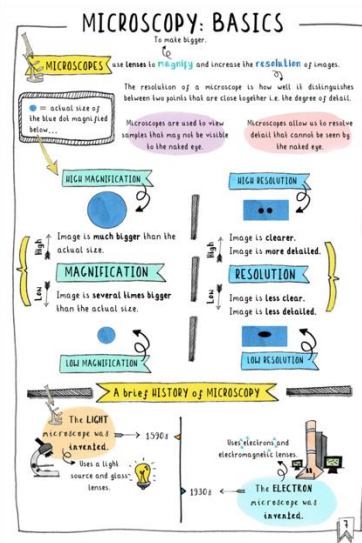 MICROSCOPY: BASICS
To make bigger.
MICROSCOPES use lenses to magnify and increase the resolution of images.
The resolution of a microscope is how well it distinguishes
between two points that are close together i.e. the degree of detail.
= actual size of
the blue dot magnified
below...
Microscopes are used to view
samples that may not be visible
to the naked eye.
Microscopes allow us to resolve
detail that cannot be seen by
the naked eye.
HIGH MAGNIFICATION
High
Image is much bigger than the
actual size.
MAGNIFICATION
Low
Image is several times bigger
than the actual size.
LOW MAGNIFICATION
HIGH RESOLUTION
High
Image is clearer.
Image is more detailed.
RESOLUTION
Low
Image is less clear.
Image is less detailed.
LOW RESOLUTION
A brief HISTORY of MICROSCOPY
The LIGHT
microscope was
invented.
1590s
Uses a light
source and glass
lenses.
Uses electrons and
electromagnetic lenses.
1930s
The ELECTRON
microscope was
invented.
7